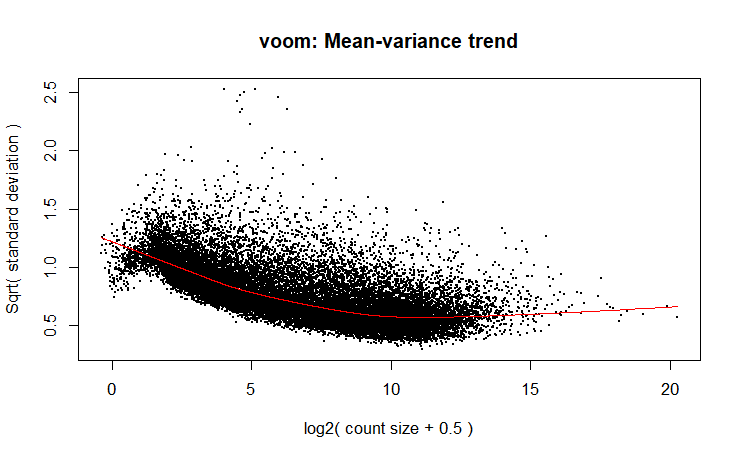 voom: Mean-variance trend
Sqrt( standard deviation )
2.5
2.0
1.5
1.0
0.5
0 5 10 15 20
log2( count size + 0.5 )